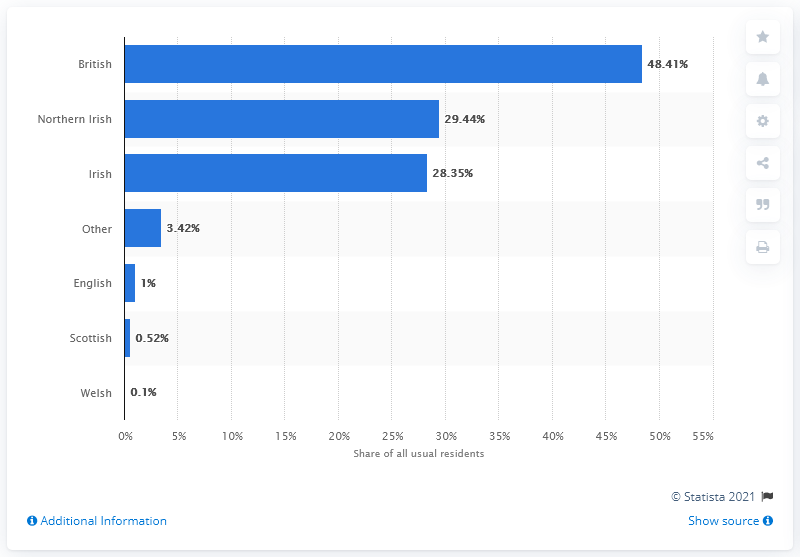 British 48.41%
Northern Irish 29.44%
Irish 28.35%
Other 3.42%
English 1%
Scottish 0.52%
Welsh 0.1%
0% 5% 10% 15% 20% 25% 30% 35% 40% 45% 50% 55%
Share of all usual residents
© Statista 2021
Additional Information Show source